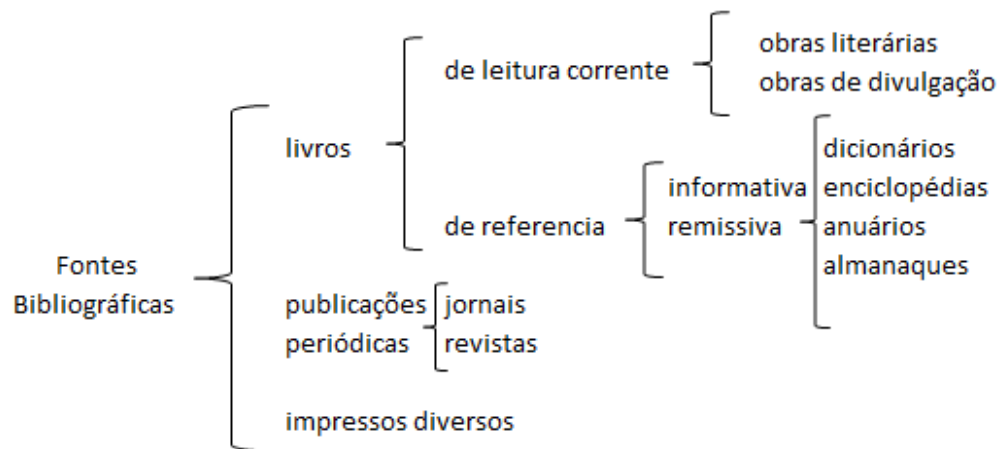 Fontes
Bibliográficas
livros
de leitura corrente
obras literárias
obras de divulgação
de referencia
informativa
remissiva
dicionários
enciclopédias
anuários
almanaques
publicações
periódicas
jornais
revistas
impressos diversos